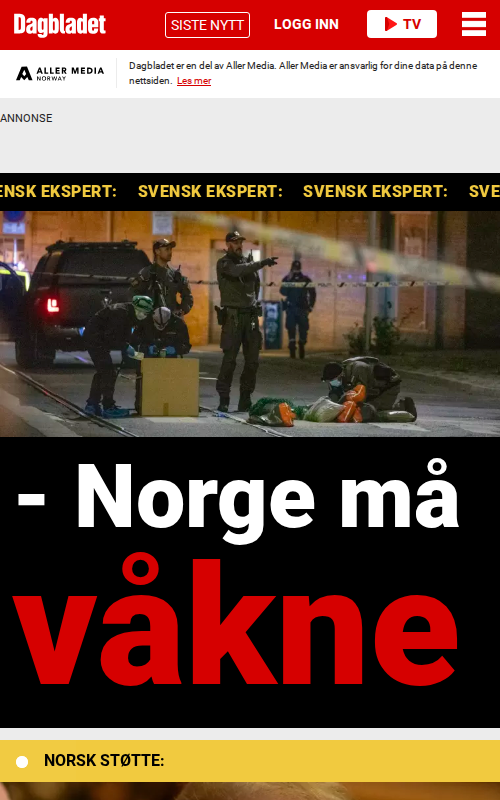 Dagbladet
SISTE NYTT
LOGG INN
TV
ALLER MEDIA
NORWAY
Dagbladet er en del av Aller Media. Aller Media er ansvarlig for dine data på denne
nettsiden. Les mer
ANNONSE
ENSK EKSPERT: SVENSK EKSPERT: SVENSK EKSPERT: SVE
- Norge må
våkne
NORSK STØTTE: